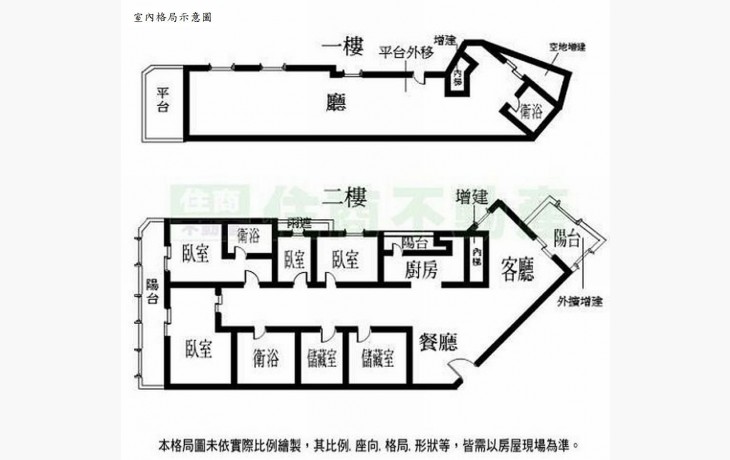 室內格局示意圖
一樓
增建
平台外移
空地增建
內梯
平台
廳
衛浴
住商 住商不動產
二樓
雨遮
增建
衛浴
臥室
臥室
臥室
陽台
廚房
內梯
客廳
陽台
陽台
外擴增建
臥室
衛浴
儲藏室
儲藏室
餐廳
本格局圖未依實際比例繪製，其比例.座向.格局.形狀等，皆需以房屋現場為準。